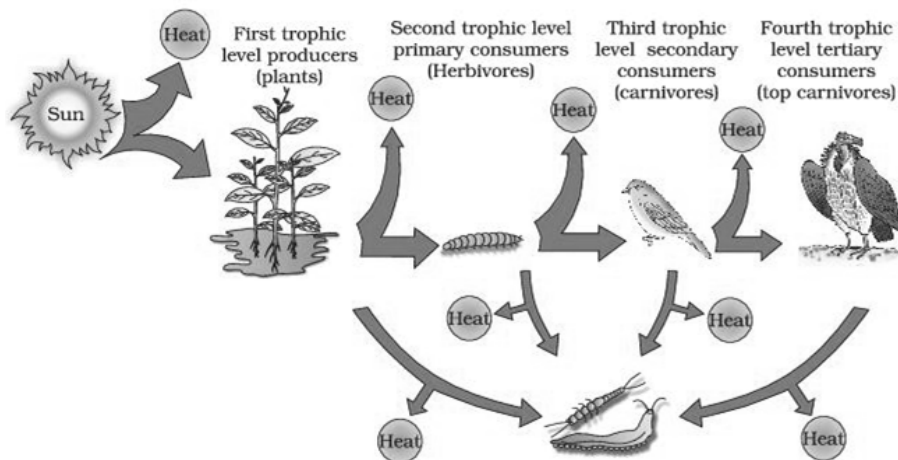 Heat
Sun
First trophic
level producers
(plants)
Second trophic level
primary consumers
(Herbivores)
Third trophic
level secondary
consumers
(carnivores)
Fourth trophic
level tertiary
consumers
(top carnivores)
Heat
Heat
Heat
Heat
Heat
Heat
Heat